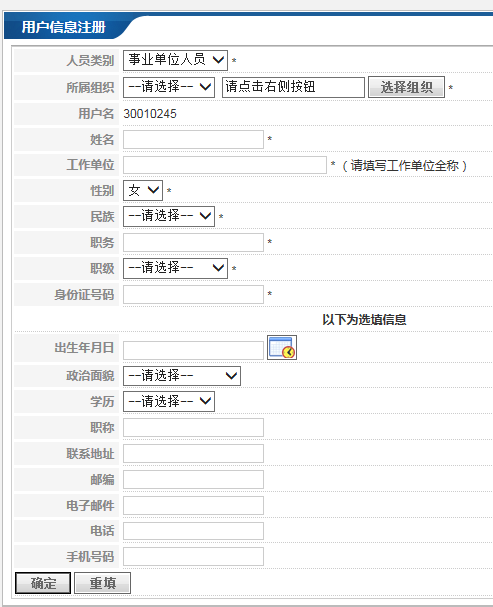 用户信息注册
人员类别 事业单位人员 *
所属组织 --请选择-- 请点击右侧按钮 选择组织 *
用户名 30010245
姓名 *
工作单位 * （请填写工作单位全称）
性别 女 *
民族 --请选择-- *
职务 *
职级 --请选择-- *
身份证号码 *
以下为选填信息
出生年月日
政治面貌 --请选择--
学历 --请选择--
职称
联系地址
邮编
电子邮件
电话
手机号码
确定 重填